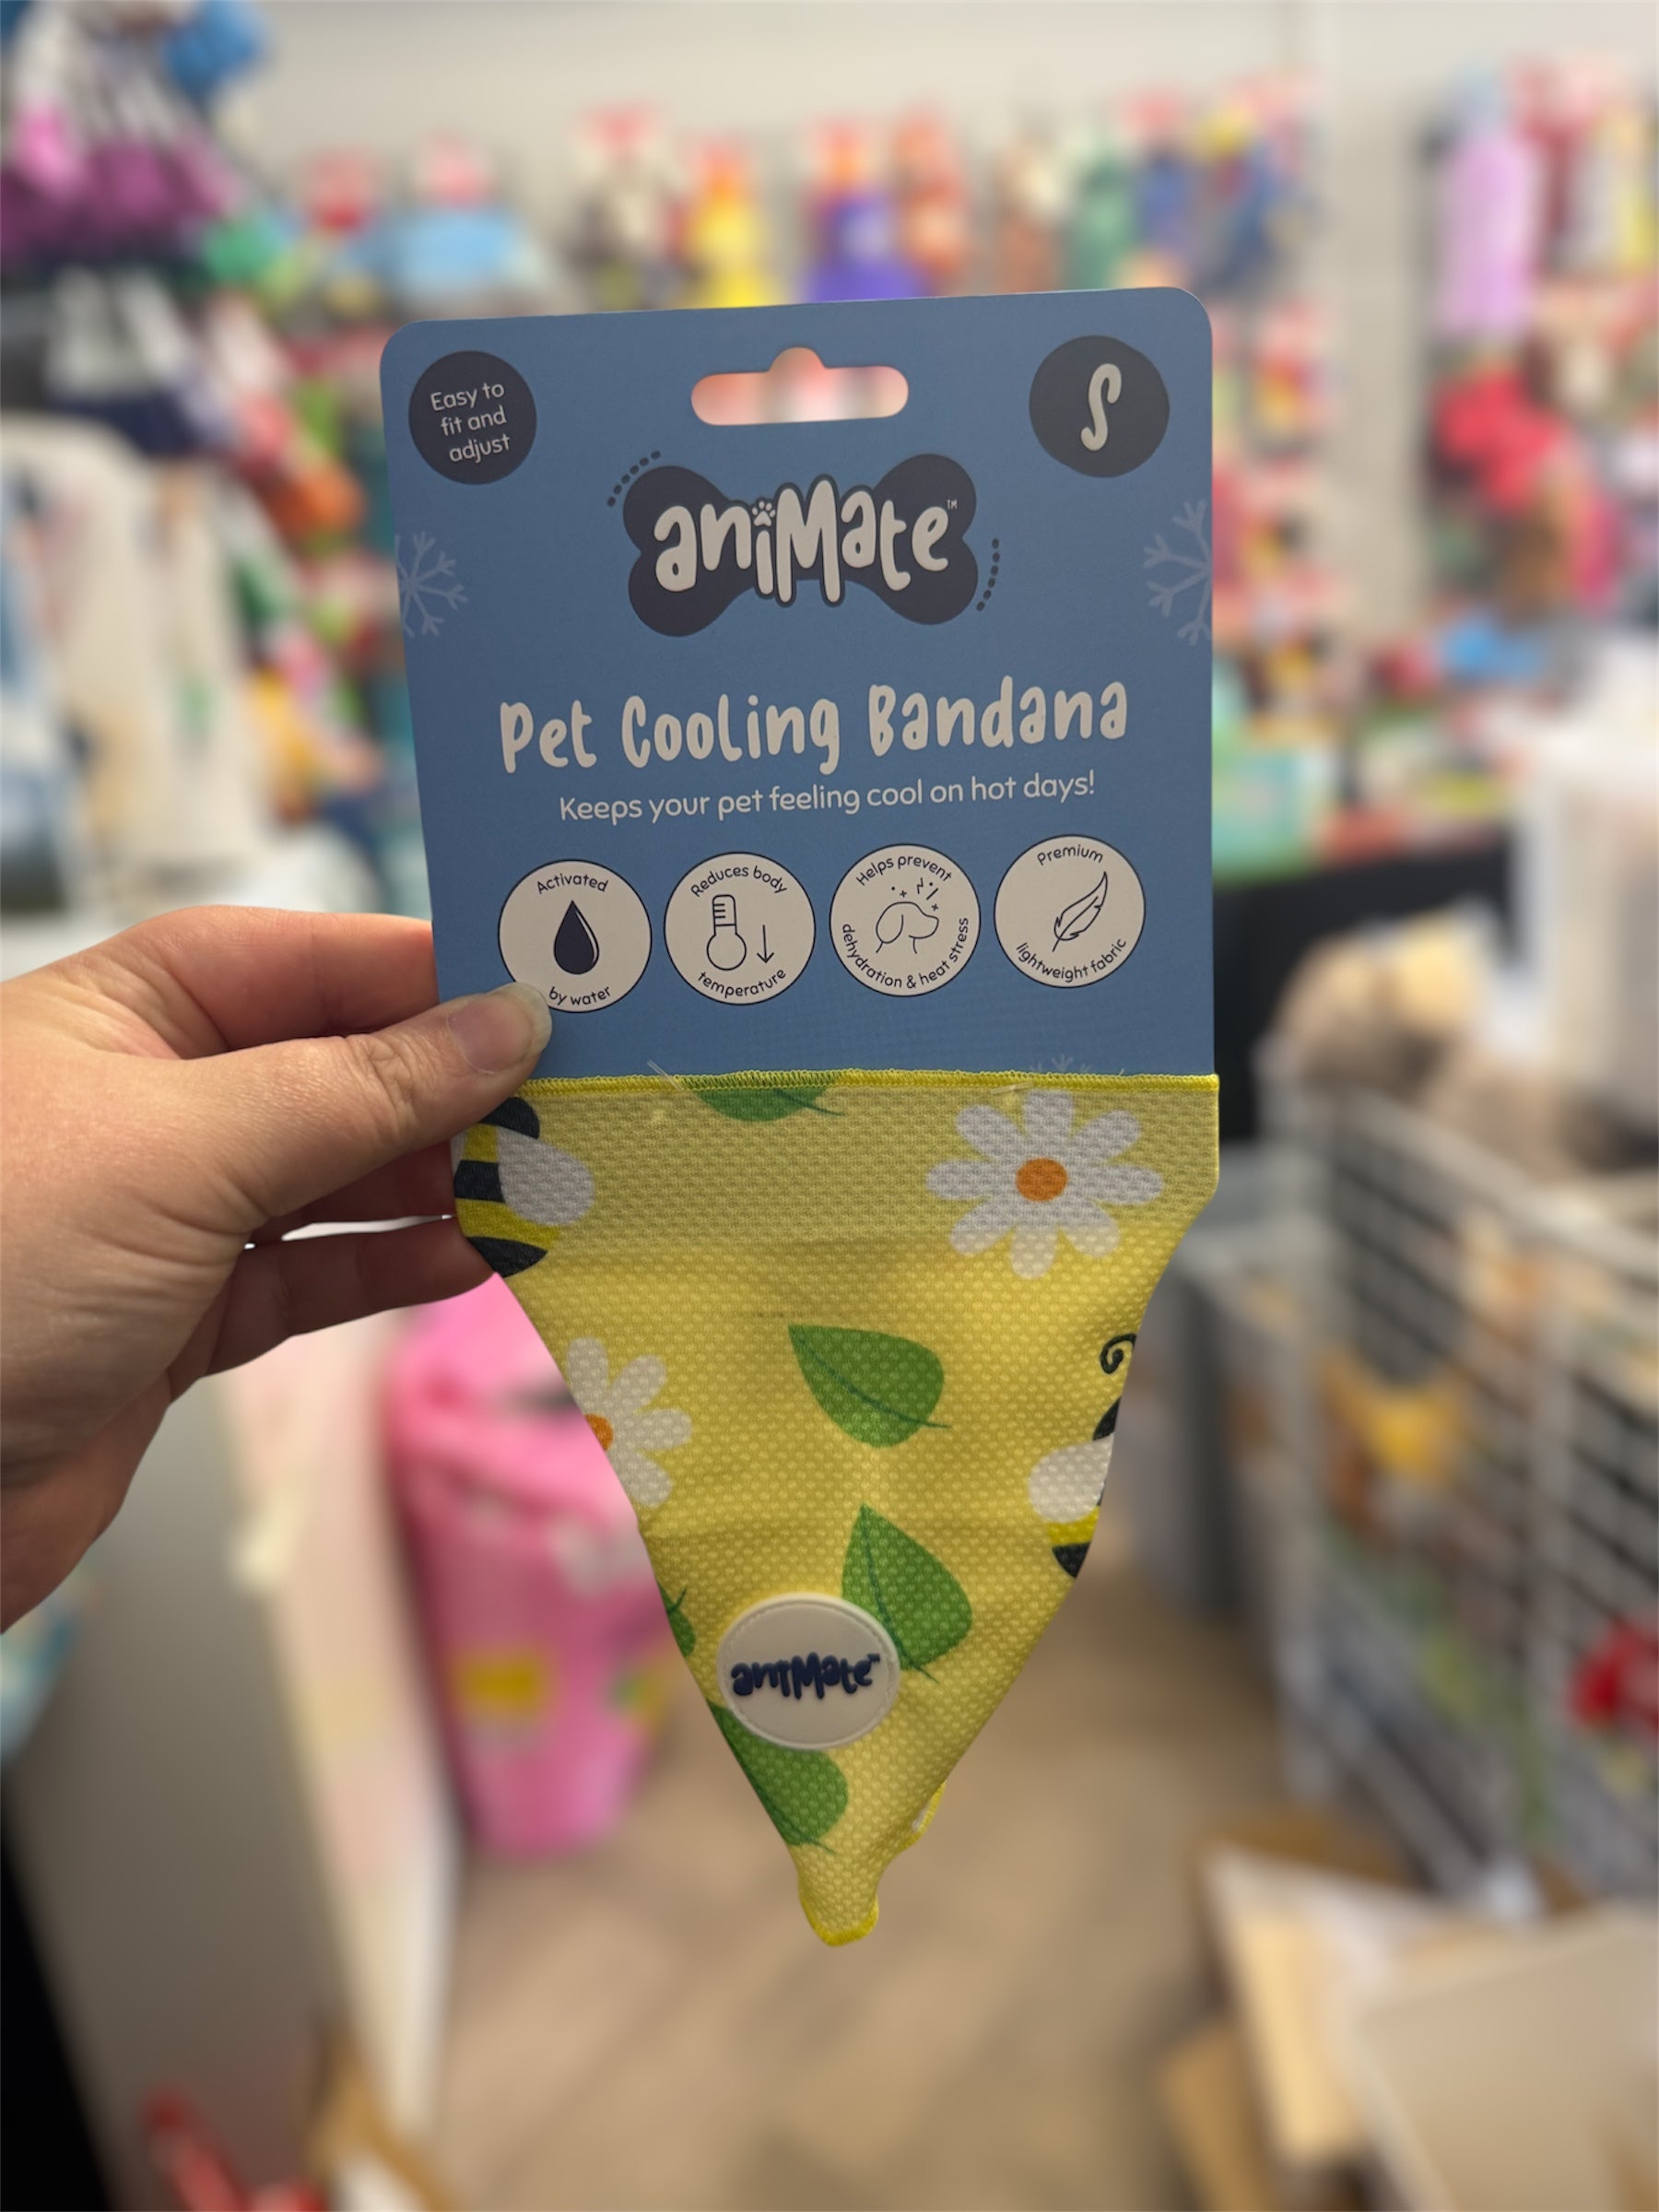 Easy to
fit and
adjust
S
aniMate™
Pet Cooling Bandana
Keeps your pet feeling cool on hot days!
Activated
by water
Reduces body
temperature
Helps prevent
dehydration & heat stress
Premium
lightweight fabric
aniMate™